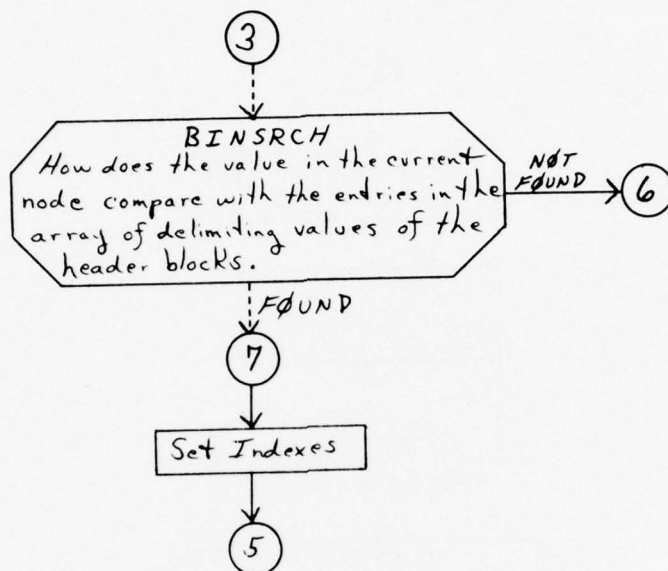 3
BINSRCH
How does the value in the current
node compare with the entries in the
array of delimiting values of the
header blocks.
NØT
FØUND
6
FØUND
7
Set Indexes
5